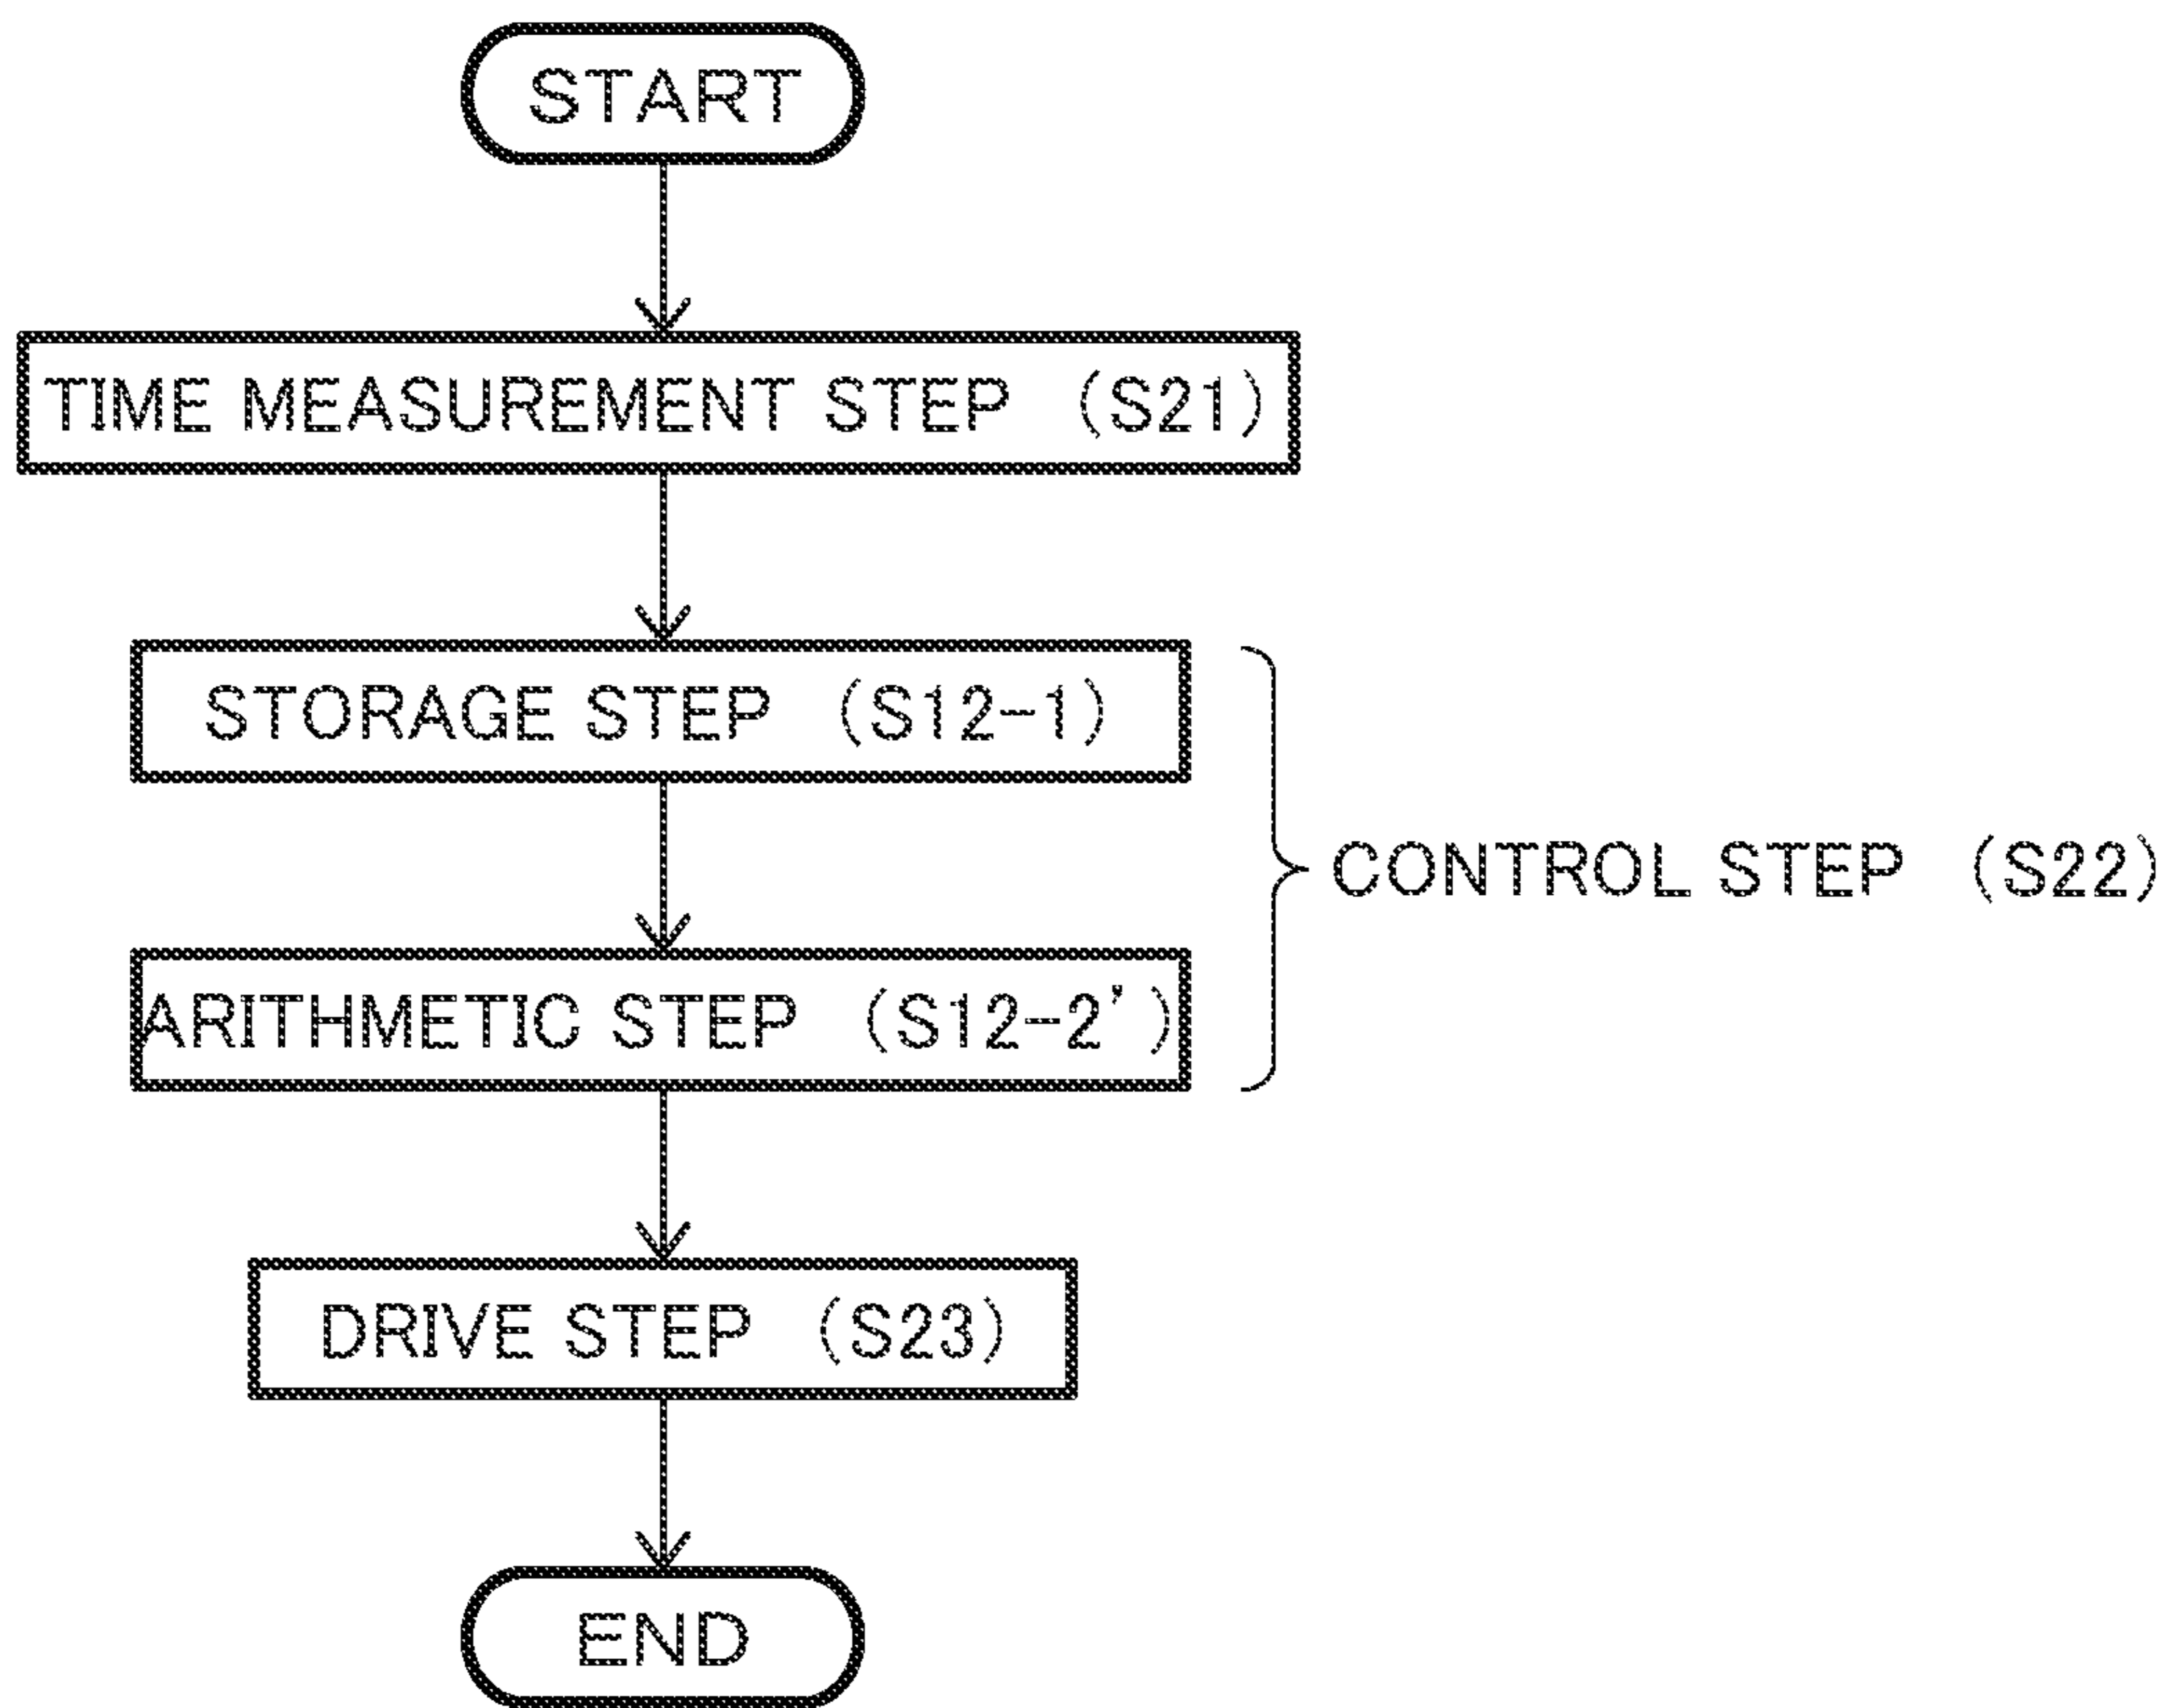 START
TIME MEASUREMENT STEP (S21)
STORAGE STEP (S12-1)
CONTROL STEP (S22)
ARITHMETIC STEP (S12-2')
DRIVE STEP (S23)
END